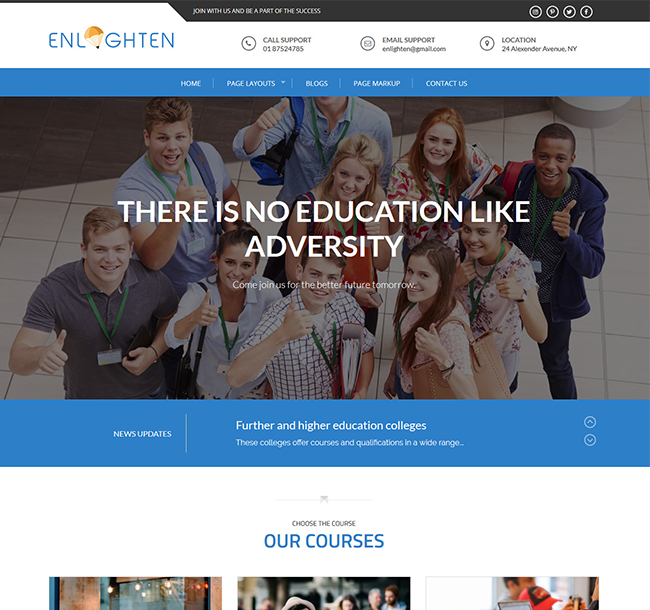 JOIN WITH US AND BE A PART OF THE SUCCESS
ENLIGHTEN
CALL SUPPORT
01 87524785
EMAIL SUPPORT
enlighten@gmail.com
LOCATION
24 Alexender Avenue, NY
HOME
PAGE LAYOUTS
BLOGS
PAGE MARKUP
CONTACT US
THERE IS NO EDUCATION LIKE
ADVERSITY
Come join us for the better future tomorrow.
NEWS UPDATES
Further and higher education colleges
These colleges offer courses and qualifications in a wide range...
CHOOSE THE COURSE
OUR COURSES